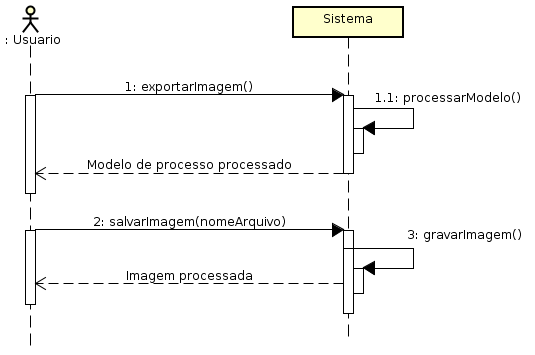 : Usuario
Sistema
1: exportarImagem()
1.1: processarModelo()
Modelo de processo processado
2: salvarImagem(nomeArquivo)
3: gravarImagem()
Imagem processada